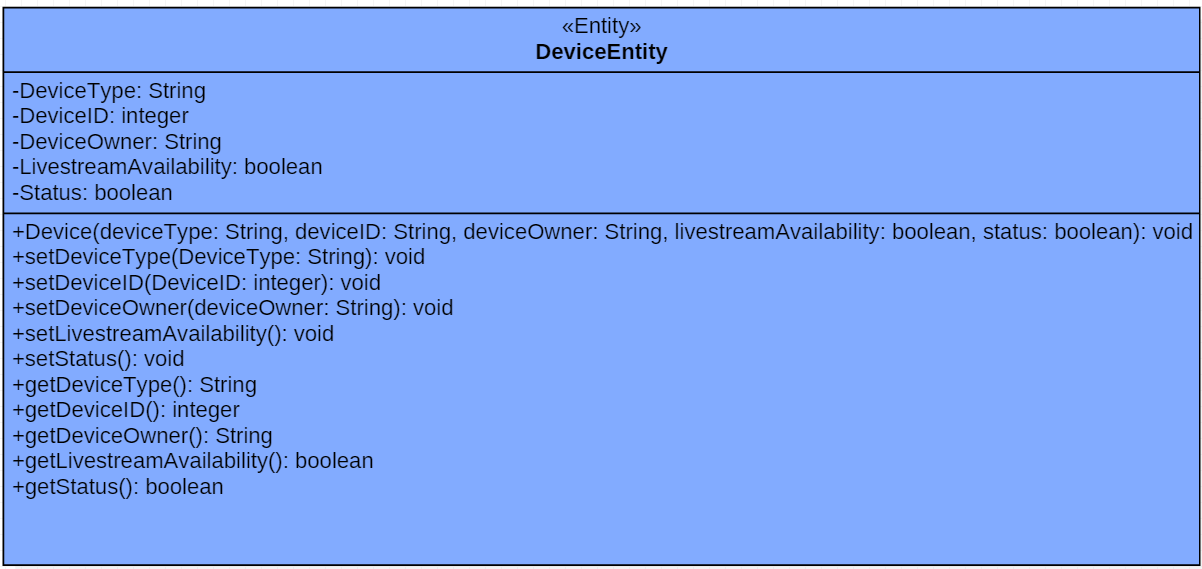 «Entity»
DeviceEntity
-DeviceType: String
-DeviceID: integer
-DeviceOwner: String
-LivestreamAvailability: boolean
-Status: boolean
+Device(deviceType: String, deviceID: String, deviceOwner: String, livestreamAvailability: boolean, status: boolean): void
+setDeviceType(DeviceType: String): void
+setDeviceID(DeviceID: integer): void
+setDeviceOwner(deviceOwner: String): void
+setLivestreamAvailability(): void
+setStatus(): void
+getDeviceType(): String
+getDeviceID(): integer
+getDeviceOwner(): String
+getLivestreamAvailability(): boolean
+getStatus(): boolean